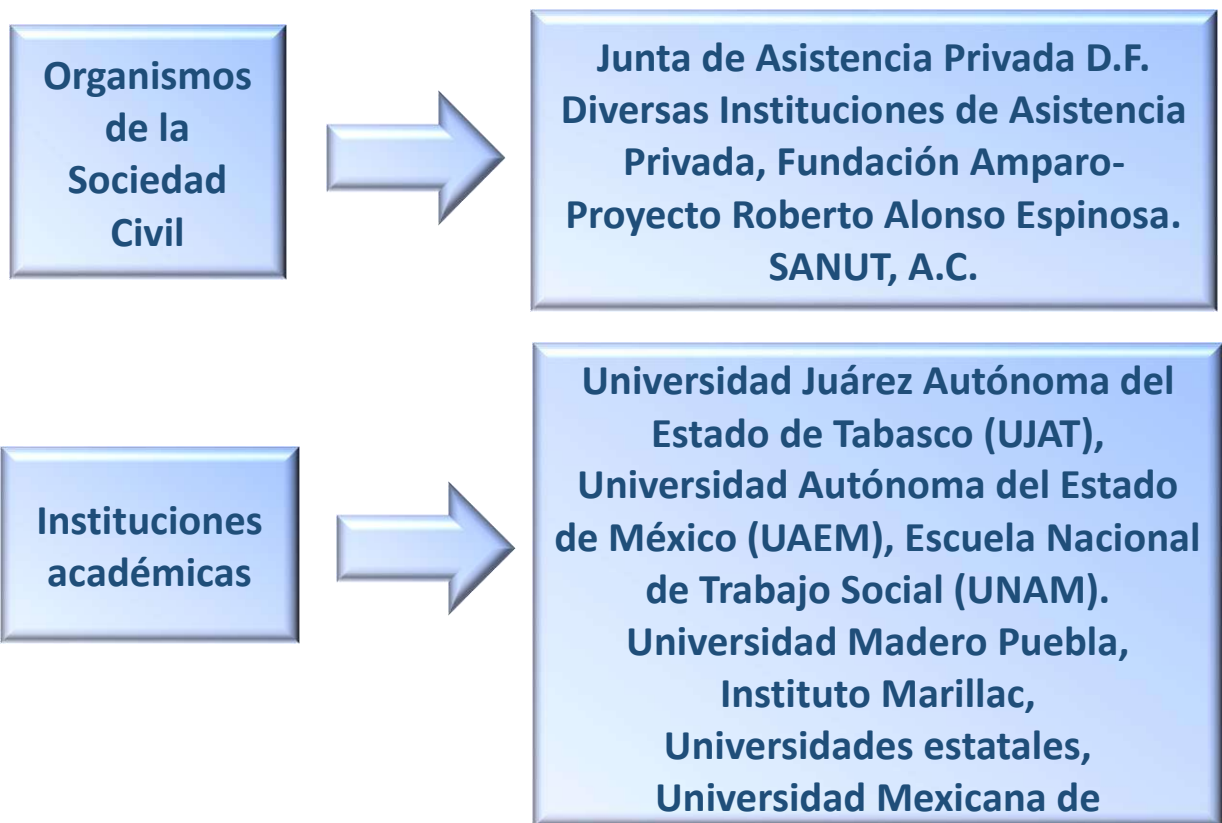 Organismos
de la
Sociedad
Civil
Junta de Asistencia Privada D.F.
Diversas Instituciones de Asistencia
Privada, Fundación Amparo-
Proyecto Roberto Alonso Espinosa.
SANUT, A.C.
Instituciones
académicas
Universidad Juárez Autónoma del
Estado de Tabasco (UJAT),
Universidad Autónoma del Estado
de México (UAEM), Escuela Nacional
de Trabajo Social (UNAM).
Universidad Madero Puebla,
Instituto Marillac,
Universidades estatales,
Universidad Mexicana de